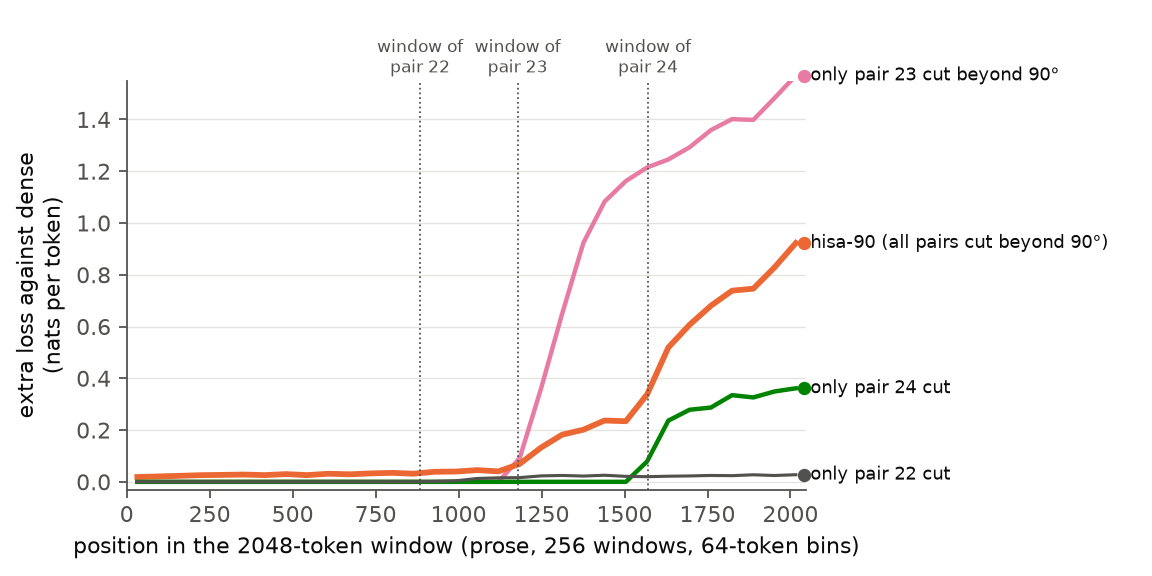 window of
pair 22
window of
pair 23
window of
pair 24
only pair 23 cut beyond 90°
hisa-90 (all pairs cut beyond 90°)
only pair 24 cut
only pair 22 cut
extra loss against dense
(nats per token)
1.4
1.2
1.0
0.8
0.6
0.4
0.2
0.0
0
250
500
750
1000
1250
1500
1750
2000
position in the 2048-token window (prose, 256 windows, 64-token bins)